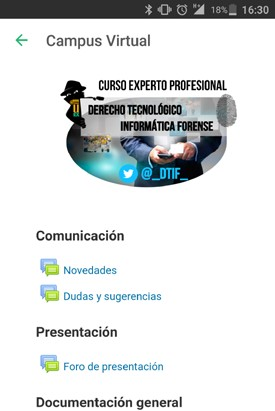 18% 16:30
Campus Virtual
CURSO EXPERTO PROFESIONAL
DERECHO TECNOLÓGICO
INFORMÁTICA FORENSE
@_DTIF_
Comunicación
Novedades
Dudas y sugerencias
Presentación
Foro de presentación
Documentación general